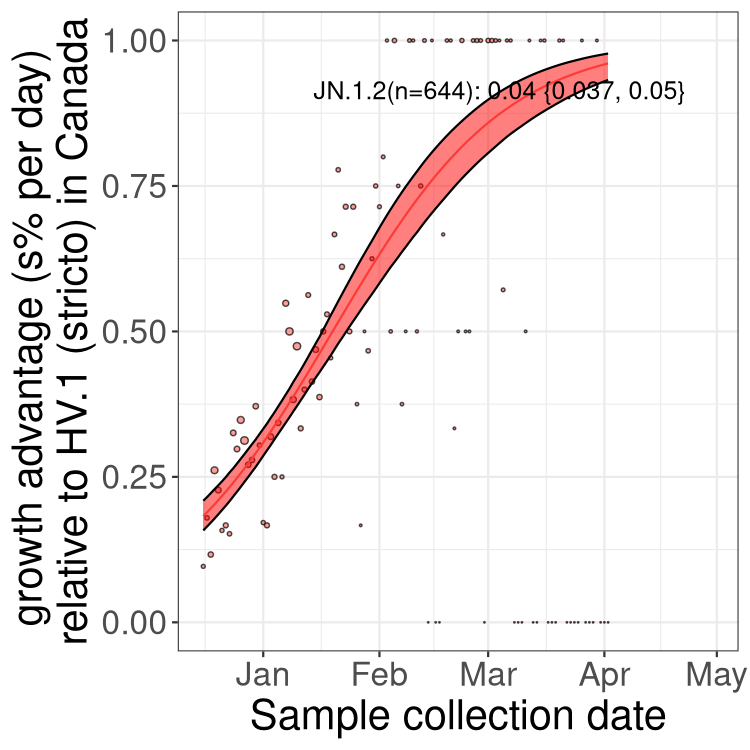 growth advantage (s% per day)
relative to HV.1 (stricto) in Canada
1.00
0.75
0.50
0.25
0.00
JN.1.2(n=644): 0.04 {0.037, 0.05}
Jan
Feb
Mar
Apr
May
Sample collection date